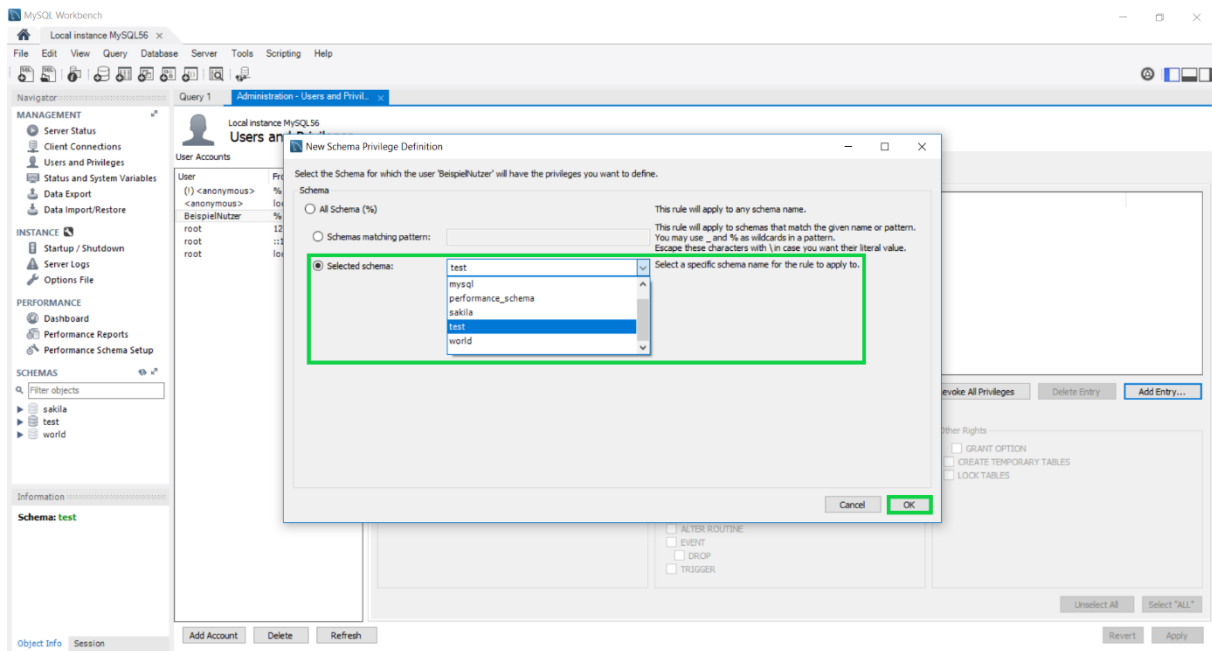 MySQL Workbench
Local instance MySQL56
File Edit View Query Database Server Tools Scripting Help
Navigator
Query 1
Administration - Users and Privil..
MANAGEMENT
Server Status
Client Connections
Users and Privileges
Status and System Variables
Data Export
Data Import/Restore
INSTANCE
Startup / Shutdown
Server Logs
Options File
PERFORMANCE
Dashboard
Performance Reports
Performance Schema Setup
SCHEMAS
Filter objects
sakila
test
world
Information
Schema: test
Object Info Session
Local instance MySQL56
Users an
User Accounts
User Fro
(!) <anonymous> %
<anonymous> lo
BeispielNutzer %
root 12
root ::1
root lo
Add Account Delete Refresh
New Schema Privilege Definition
Select the Schema for which the user 'BeispielNutzer' will have the privileges you want to define.
Schema
All Schema (%)
This rule will apply to any schema name.
Schemas matching pattern:
This rule will apply to schemas that match the given name or pattern.
You may use _ and % as wildcards in a pattern.
Escape these characters with \ in case you want their literal value.
Selected schema:
test
Select a specific schema name for the rule to apply to.
mysql
performance_schema
sakila
test
world
Cancel OK
evoke All Privileges Delete Entry Add Entry...
Other Rights
GRANT OPTION
CREATE TEMPORARY TABLES
LOCK TABLES
ALTER ROUTINE
EVENT
DROP
TRIGGER
Unselect All Select "ALL"
Revert Apply